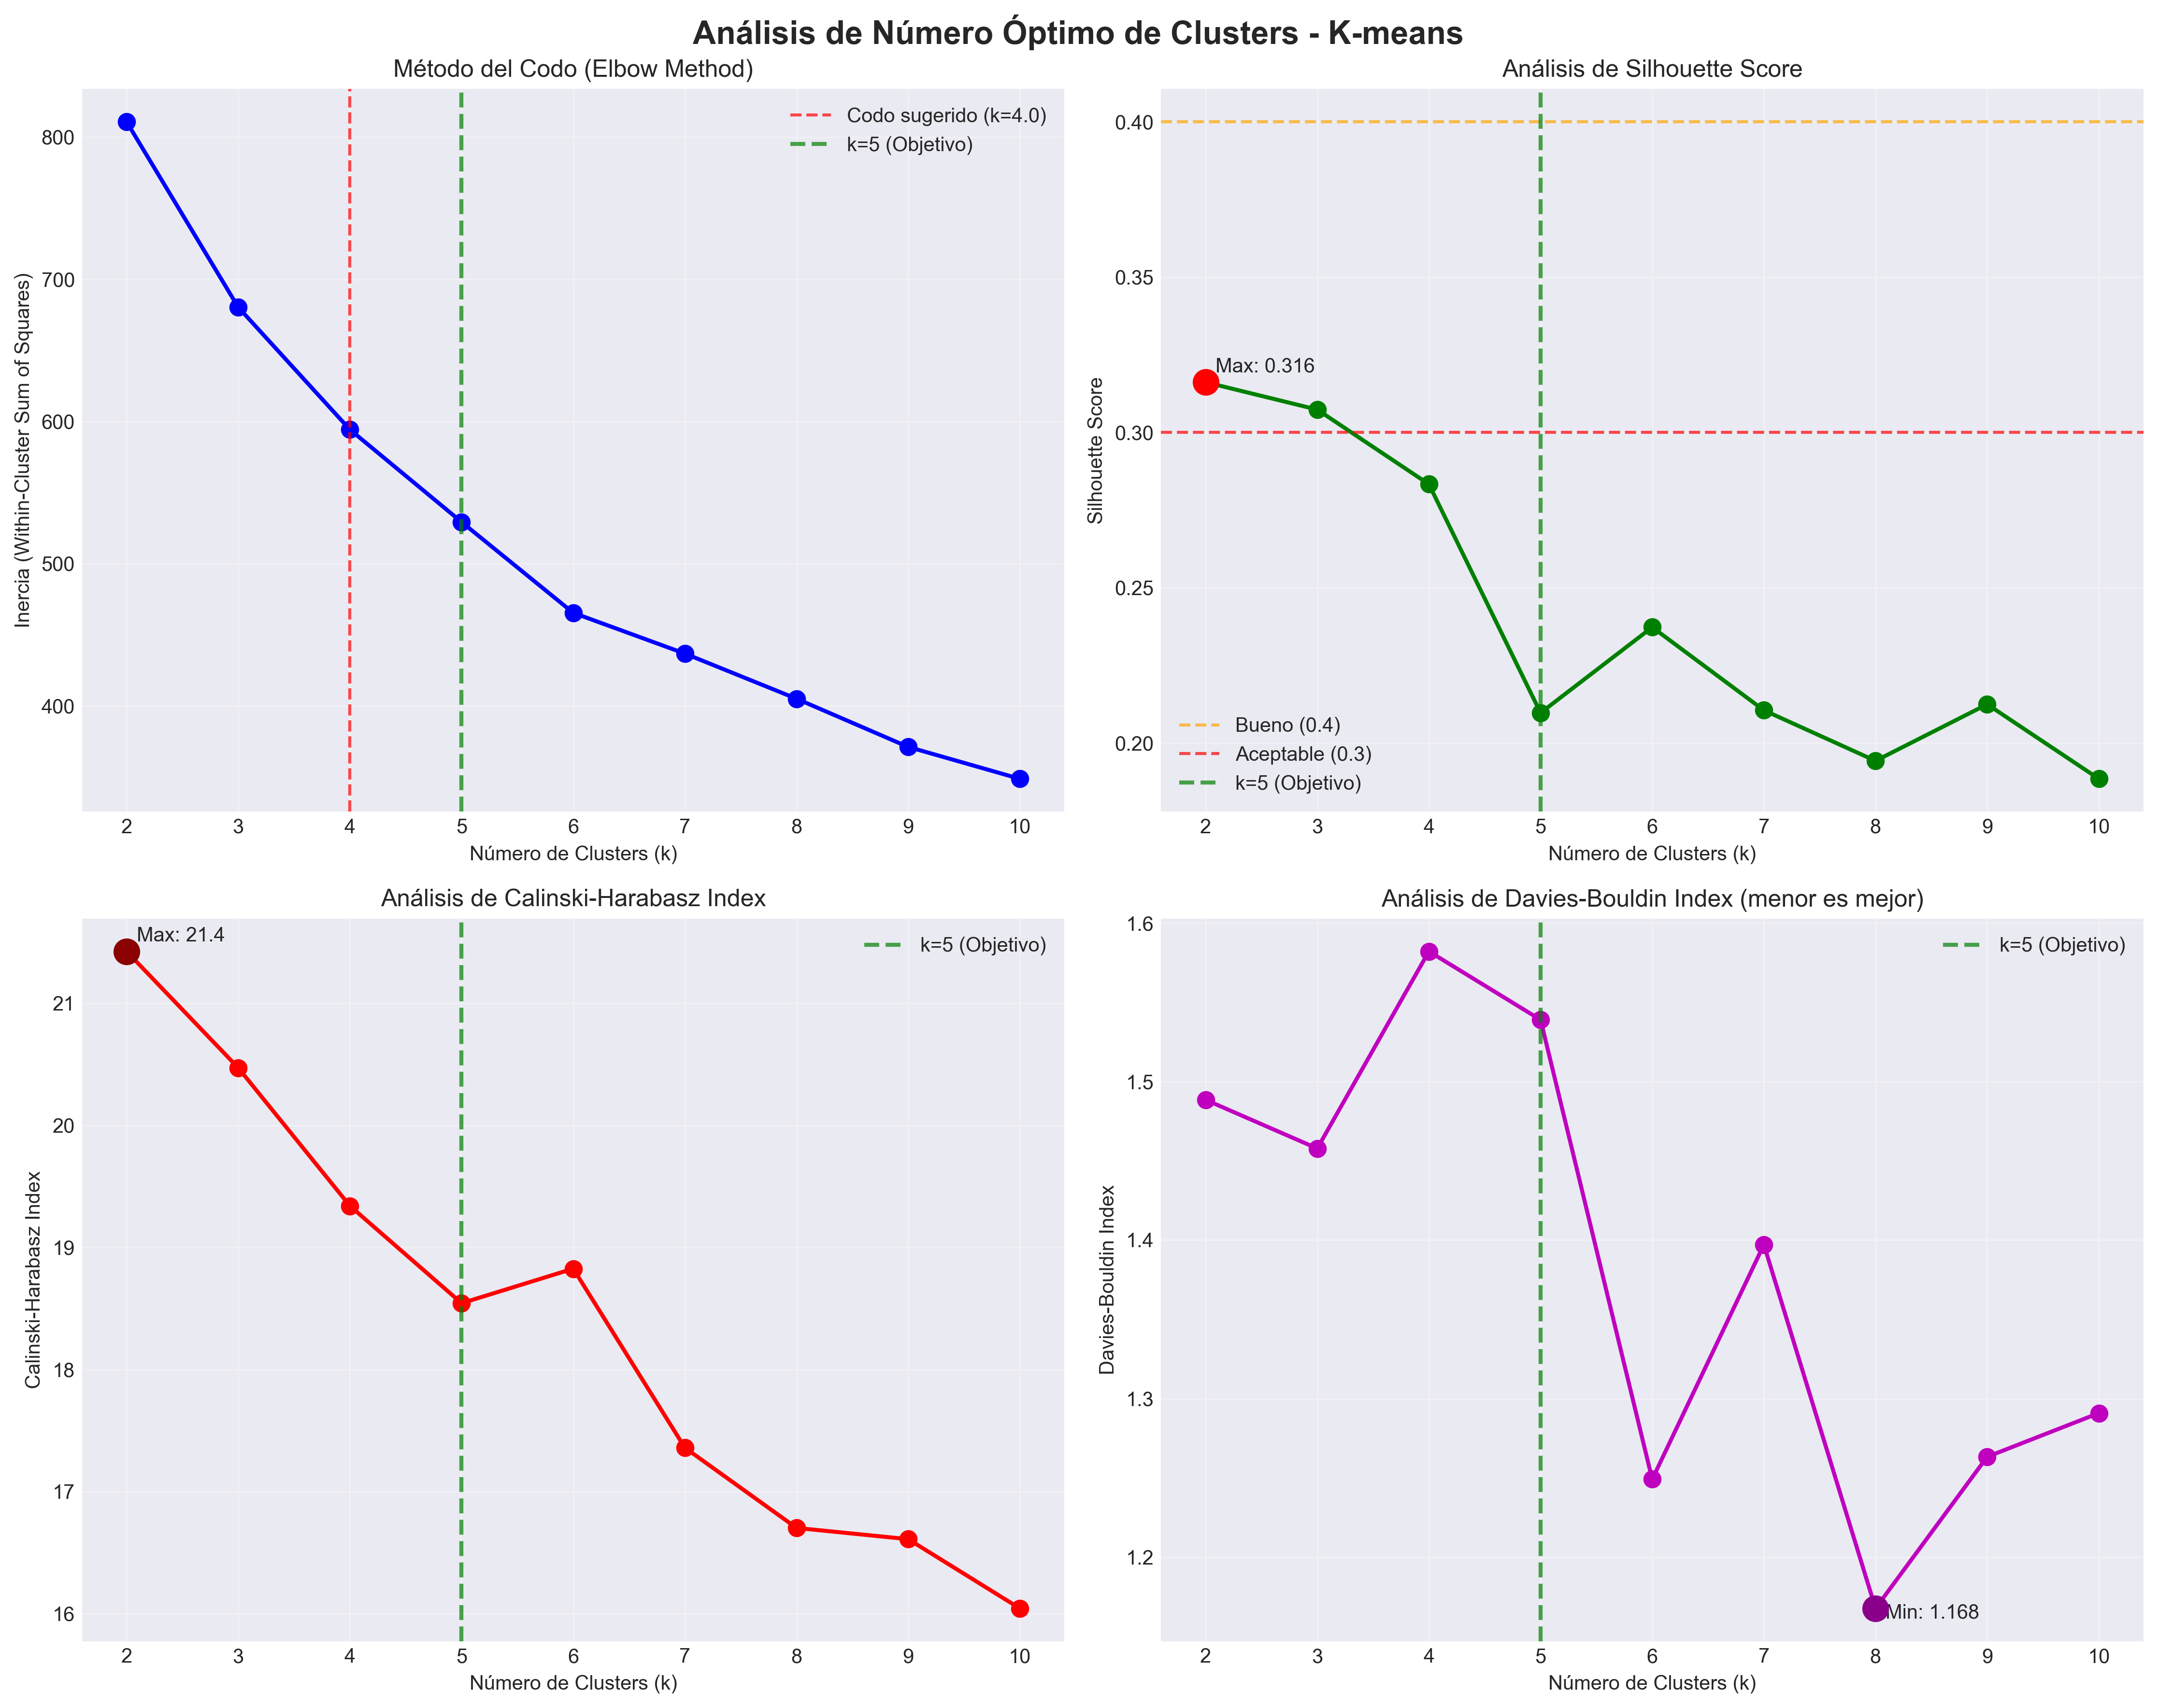 Análisis de Número Óptimo de Clusters - K-means
Método del Codo (Elbow Method)
Inercia (Within-Cluster Sum of Squares)
800
700
600
500
400
Codo sugerido (k=4.0)
k=5 (Objetivo)
2 3 4 5 6 7 8 9 10
Número de Clusters (k)
Análisis de Silhouette Score
Silhouette Score
0.40
0.35
0.30
0.25
0.20
Max: 0.316
Bueno (0.4)
Aceptable (0.3)
k=5 (Objetivo)
2 3 4 5 6 7 8 9 10
Número de Clusters (k)
Análisis de Calinski-Harabasz Index
Calinski-Harabasz Index
Max: 21.4
k=5 (Objetivo)
21
20
19
18
17
16
2 3 4 5 6 7 8 9 10
Número de Clusters (k)
Análisis de Davies-Bouldin Index (menor es mejor)
Davies-Bouldin Index
k=5 (Objetivo)
1.6
1.5
1.4
1.3
1.2
Min: 1.168
2 3 4 5 6 7 8 9 10
Número de Clusters (k)